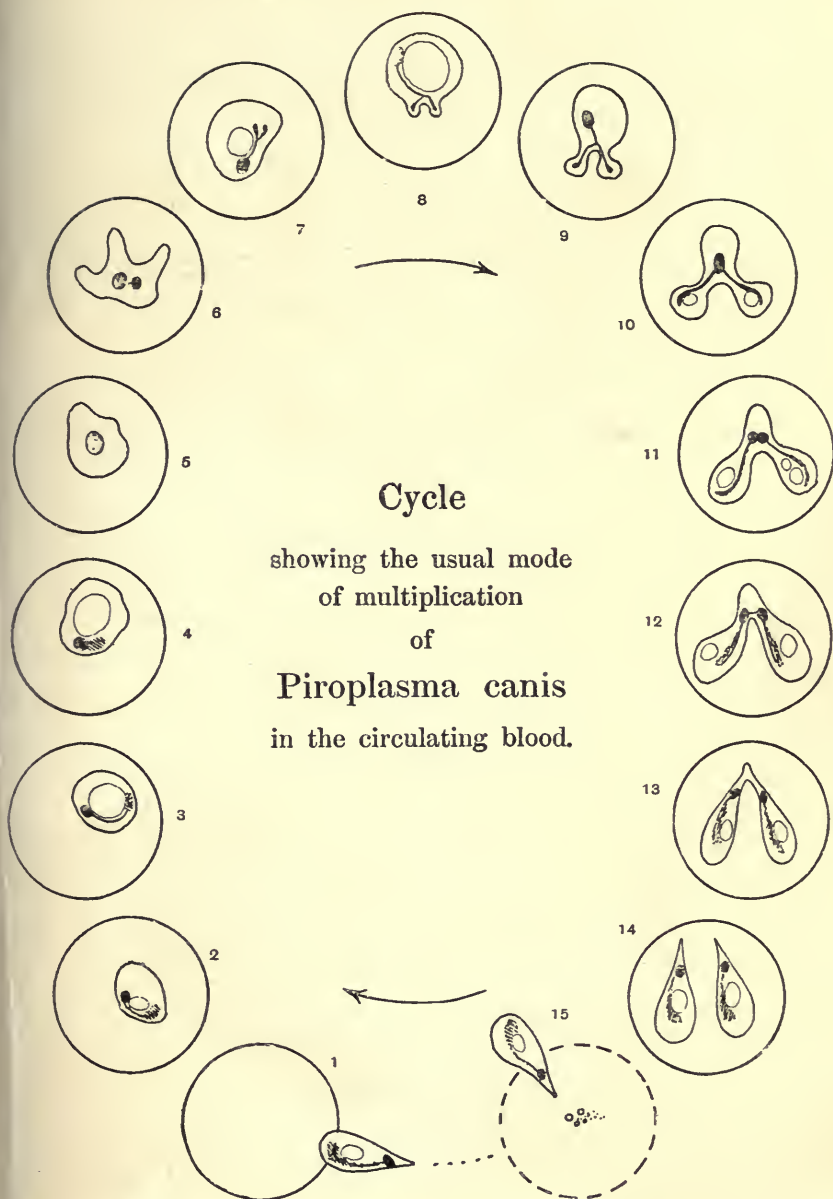 8
7
9
6
10
5
11
Cycle
showing the usual mode
of multiplication
of
Piroplasma canis
in the circulating blood.
4
12
3
13
2
14
15
1